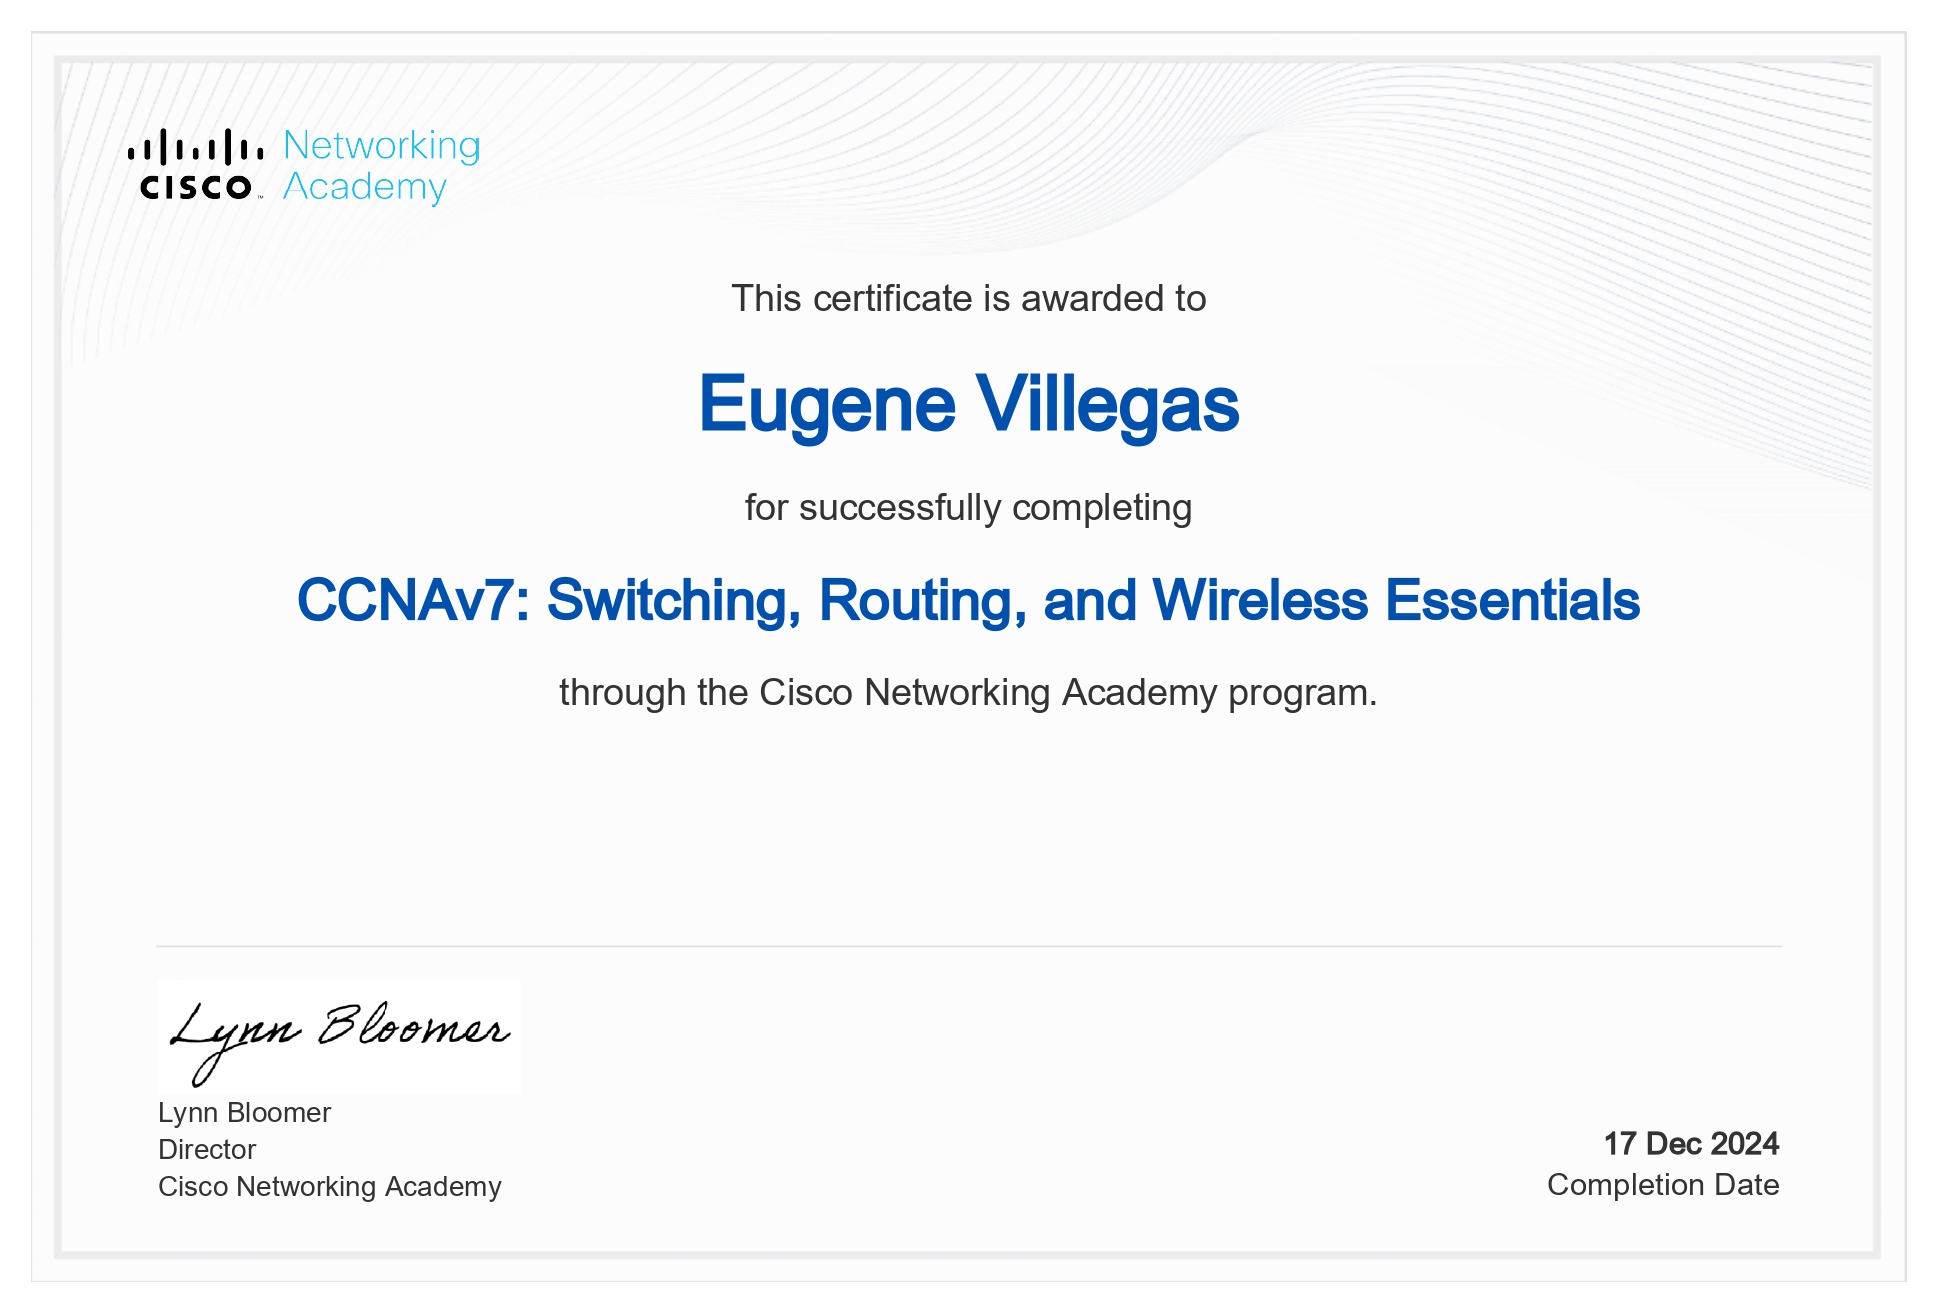 Networking
cisco™ Academy
This certificate is awarded to
Eugene Villegas
for successfully completing
CCNAv7: Switching, Routing, and Wireless Essentials
through the Cisco Networking Academy program.
Lynn Bloomer
Lynn Bloomer
Director
Cisco Networking Academy
17 Dec 2024
Completion Date